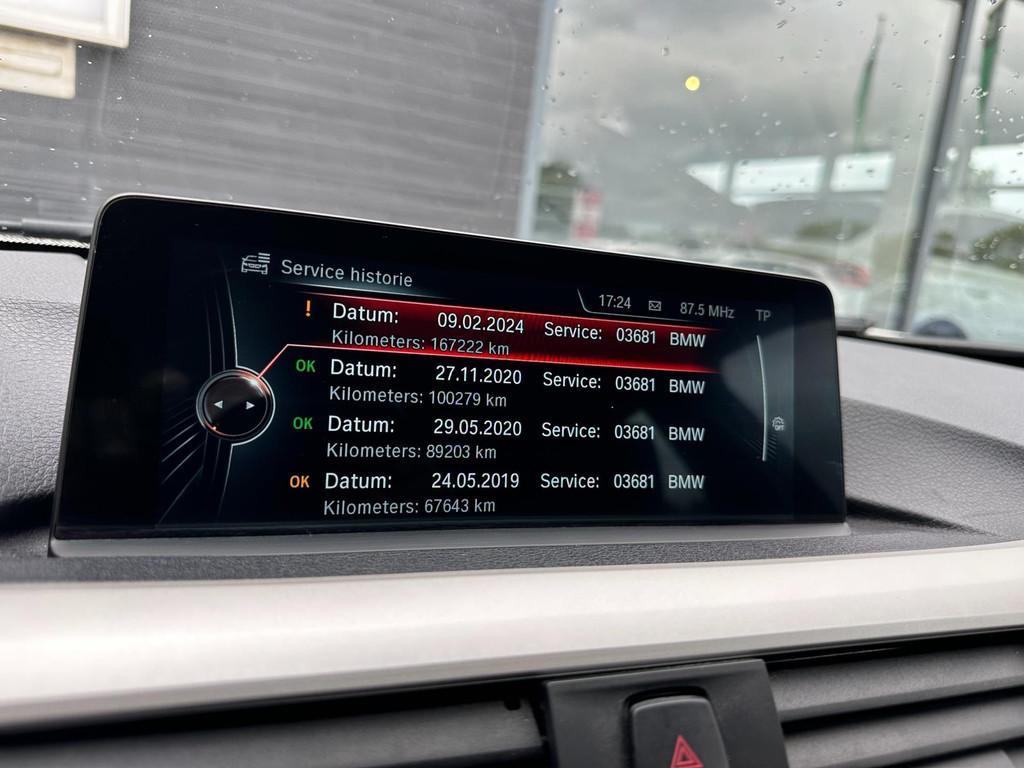 Service historie
17:24 87.5 MHz TP
! Datum: 09.02.2024 Service: 03681 BMW
Kilometers: 167222 km
OK Datum: 27.11.2020 Service: 03681 BMW
Kilometers: 100279 km
OK Datum: 29.05.2020 Service: 03681 BMW
Kilometers: 89203 km
OK Datum: 24.05.2019 Service: 03681 BMW
Kilometers: 67643 km
OFF